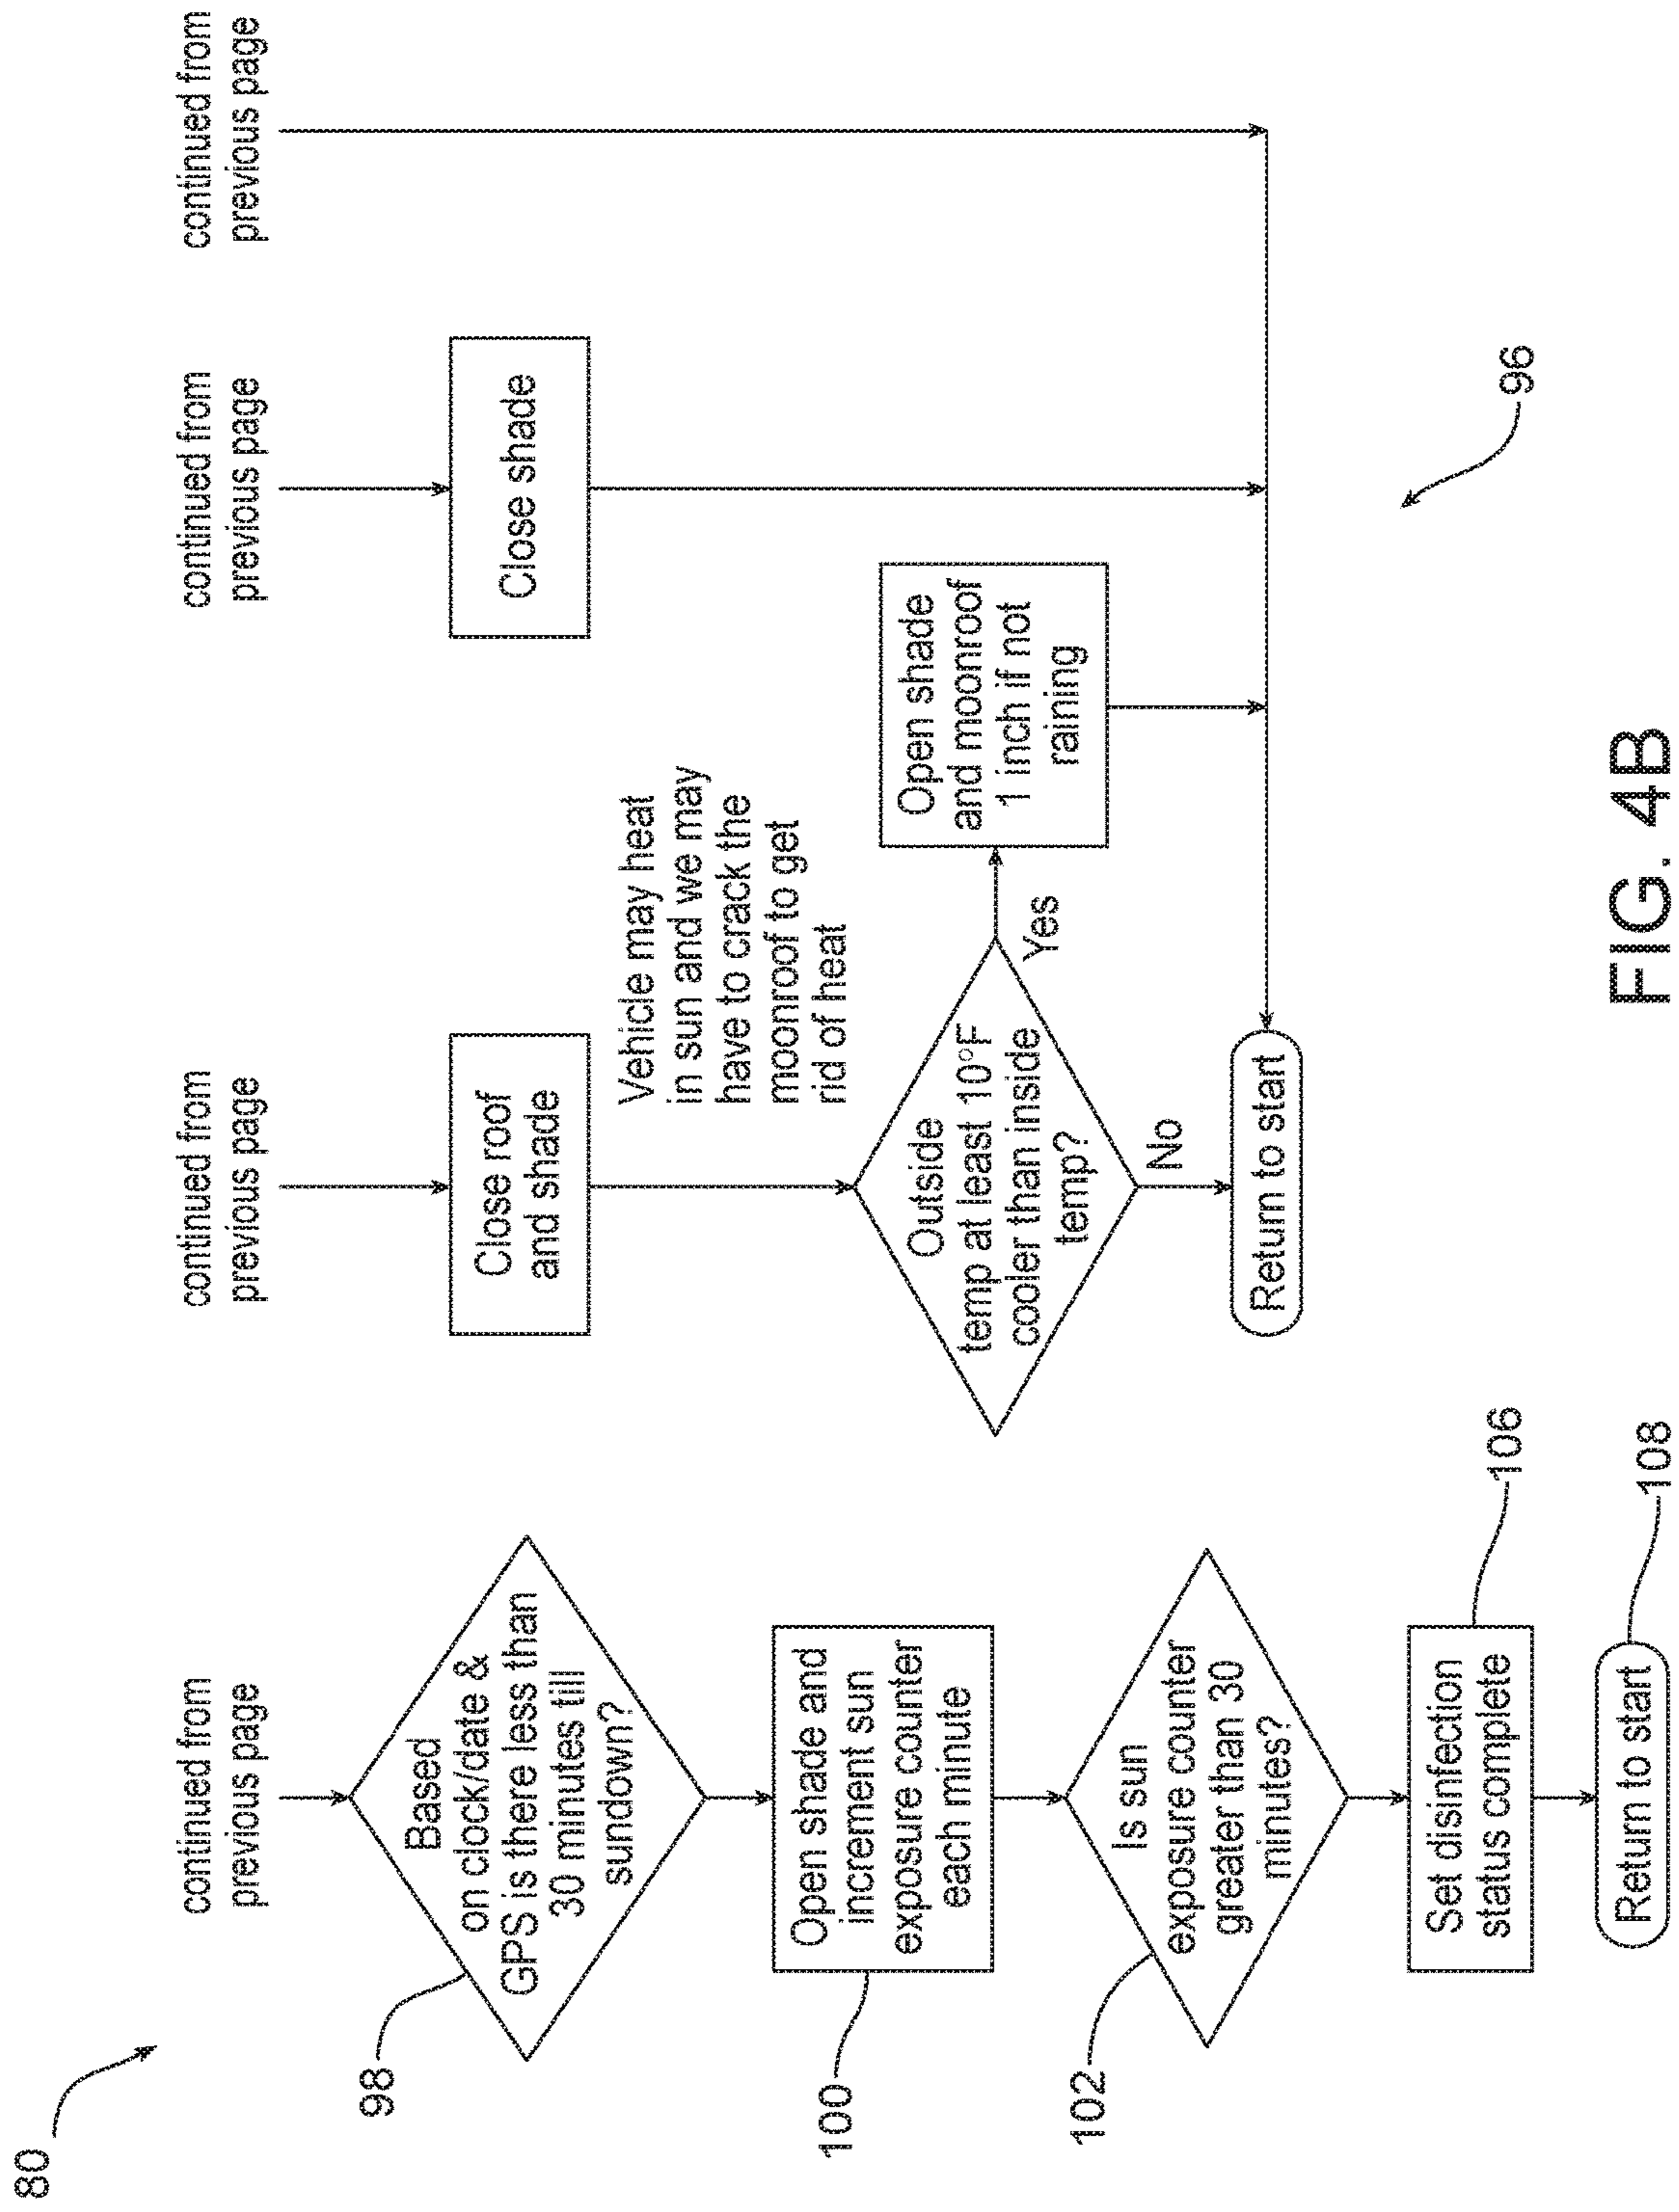 80
continued from
previous page
98
Based
on clock/date &
GPS is there less than
30 minutes till
sundown?
100
Open shade and
increment sun
exposure counter
each minute
102
Is sun
exposure counter
greater than 30
minutes?
Set disinfection
status complete
106
Return to start
108
continued from
previous page
Close roof
and shade
Vehicle may heat
in sun and we may
have to crack the
moonroof to get
rid of heat
Outside
temp at least 10°F
cooler than inside
temp?
Yes
No
Open shade
and moonroof
1 inch if not
raining
Return to start
continued from
previous page
Close shade
continued from
previous page
96
FIG. 4B